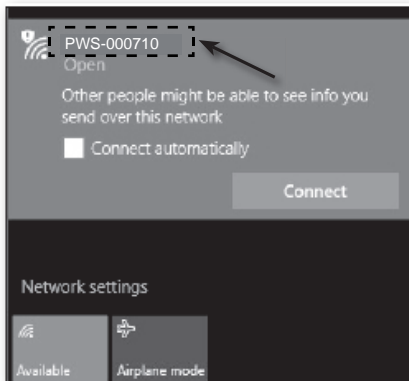 PWS-000710
Open
Other people might be able to see info you
send over this network
Connect automatically
Connect
Network settings
Available
Airplane mode